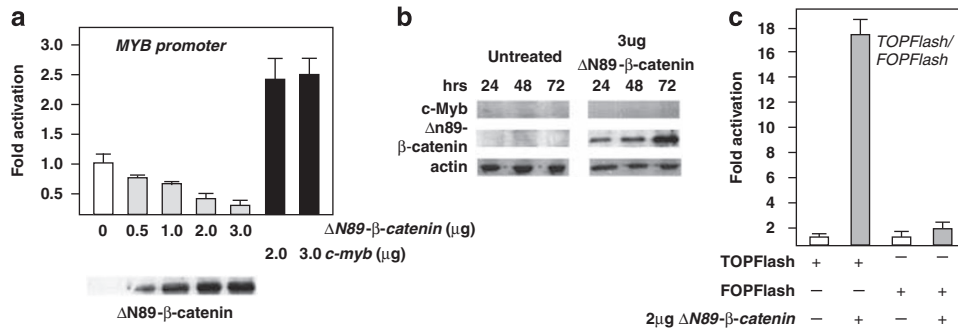 a
MYB promoter
Fold activation
3.0
2.5
2.0
1.5
1.0
0.5
0 0.5 1.0 2.0 3.0 ΔN89-β-catenin (μg)
2.0 3.0 c-myb (μg)
ΔN89-β-catenin
b
Untreated
3ug
ΔN89-β-catenin
hrs 24 48 72 24 48 72
c-Myb
Δn89-
β-catenin
actin
c
TOPFlash/
FOPFlash
Fold activation
18
16
14
12
10
8
6
4
2
TOPFlash + + – –
FOPFlash – – + +
2μg ΔN89-β-catenin – + – +